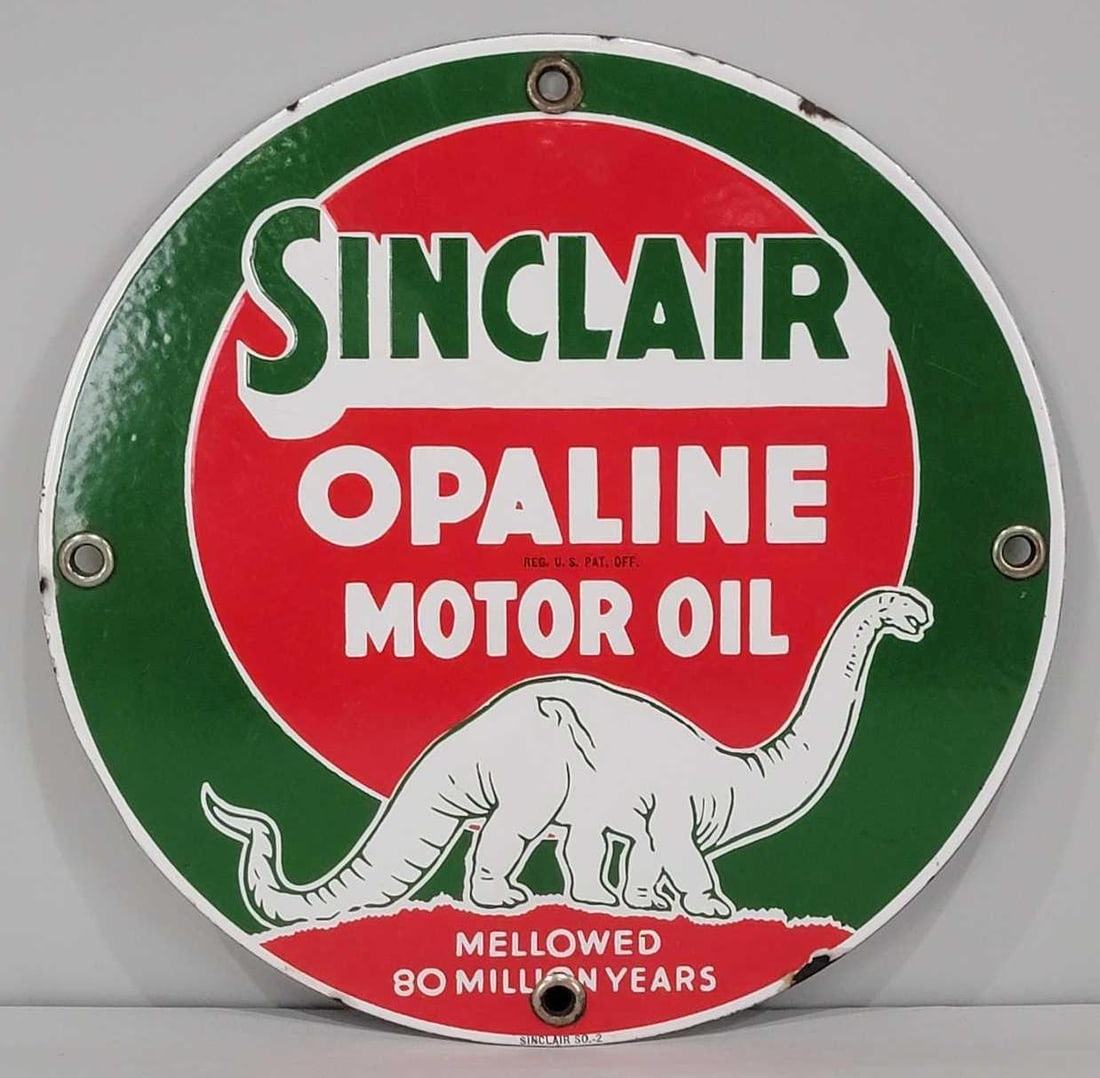 SINCLAIR
OPALINE
REG. U. S. PAT. OFF.
MOTOR OIL
MELLOWED
80 MILLION YEARS
SINCLAIR SO.-2